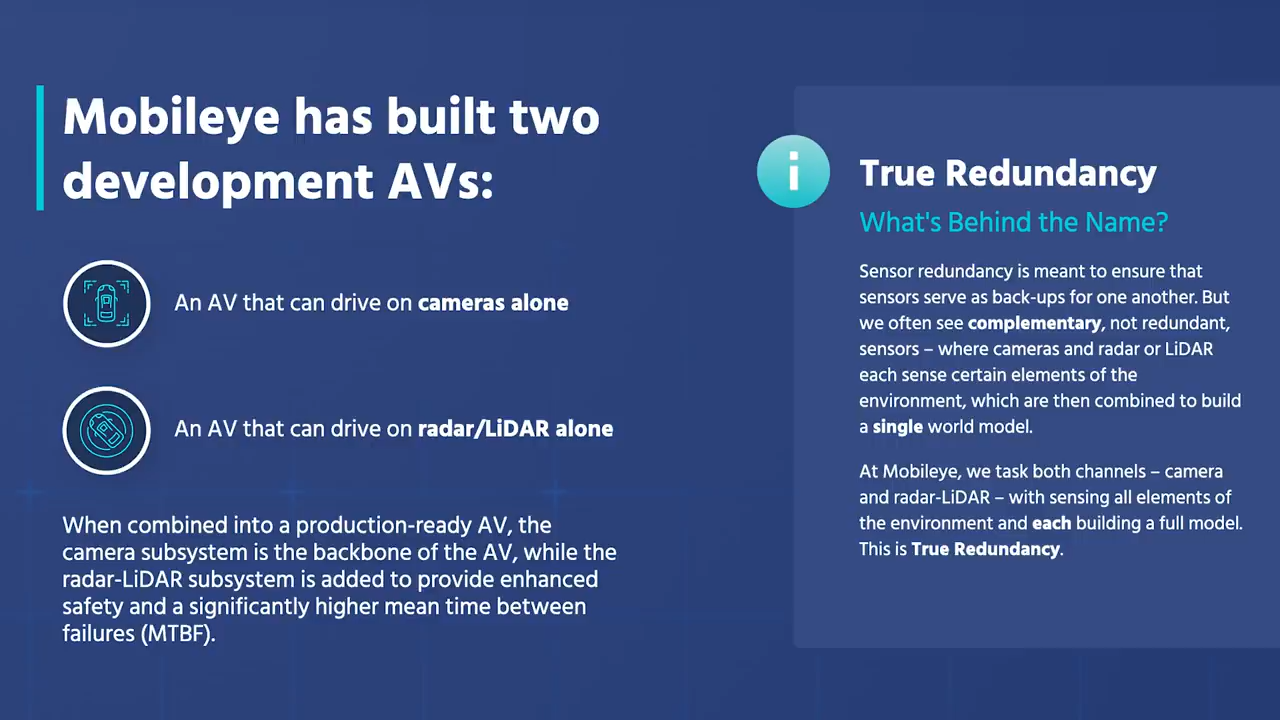 Mobileye has built two
development AVs:
An AV that can drive on cameras alone
An AV that can drive on radar/LiDAR alone
When combined into a production-ready AV, the
camera subsystem is the backbone of the AV, while the
radar-LiDAR subsystem is added to provide enhanced
safety and a significantly higher mean time between
failures (MTBF).
i
True Redundancy
What's Behind the Name?
Sensor redundancy is meant to ensure that
sensors serve as back-ups for one another. But
we often see complementary, not redundant,
sensors – where cameras and radar or LiDAR
each sense certain elements of the
environment, which are then combined to build
a single world model.
At Mobileye, we task both channels – camera
and radar-LiDAR – with sensing all elements of
the environment and each building a full model.
This is True Redundancy.